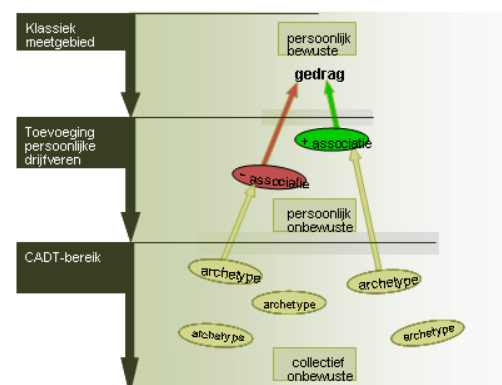 Klassiek
meetgebied
persoonlijk
bewuste
gedrag
Toevoeging
persoonlijke
drijfveren
+ associatie
- associatie
persoonlijk
onbewuste
CADT-bereik
archetype
archetype
archetype
archetype
archetype
collectief
onbewuste